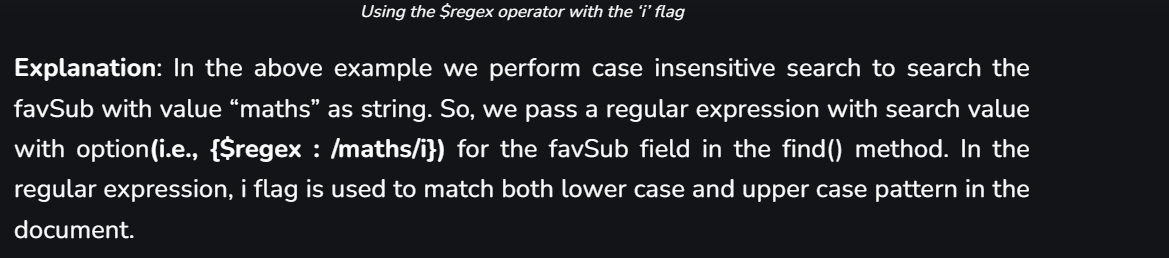 Using the $regex operator with the ‘i’ flag
Explanation: In the above example we perform case insensitive search to search the
favSub with value “maths” as string. So, we pass a regular expression with search value
with option(i.e., {$regex : /maths/i}) for the favSub field in the find() method. In the
regular expression, i flag is used to match both lower case and upper case pattern in the
document.